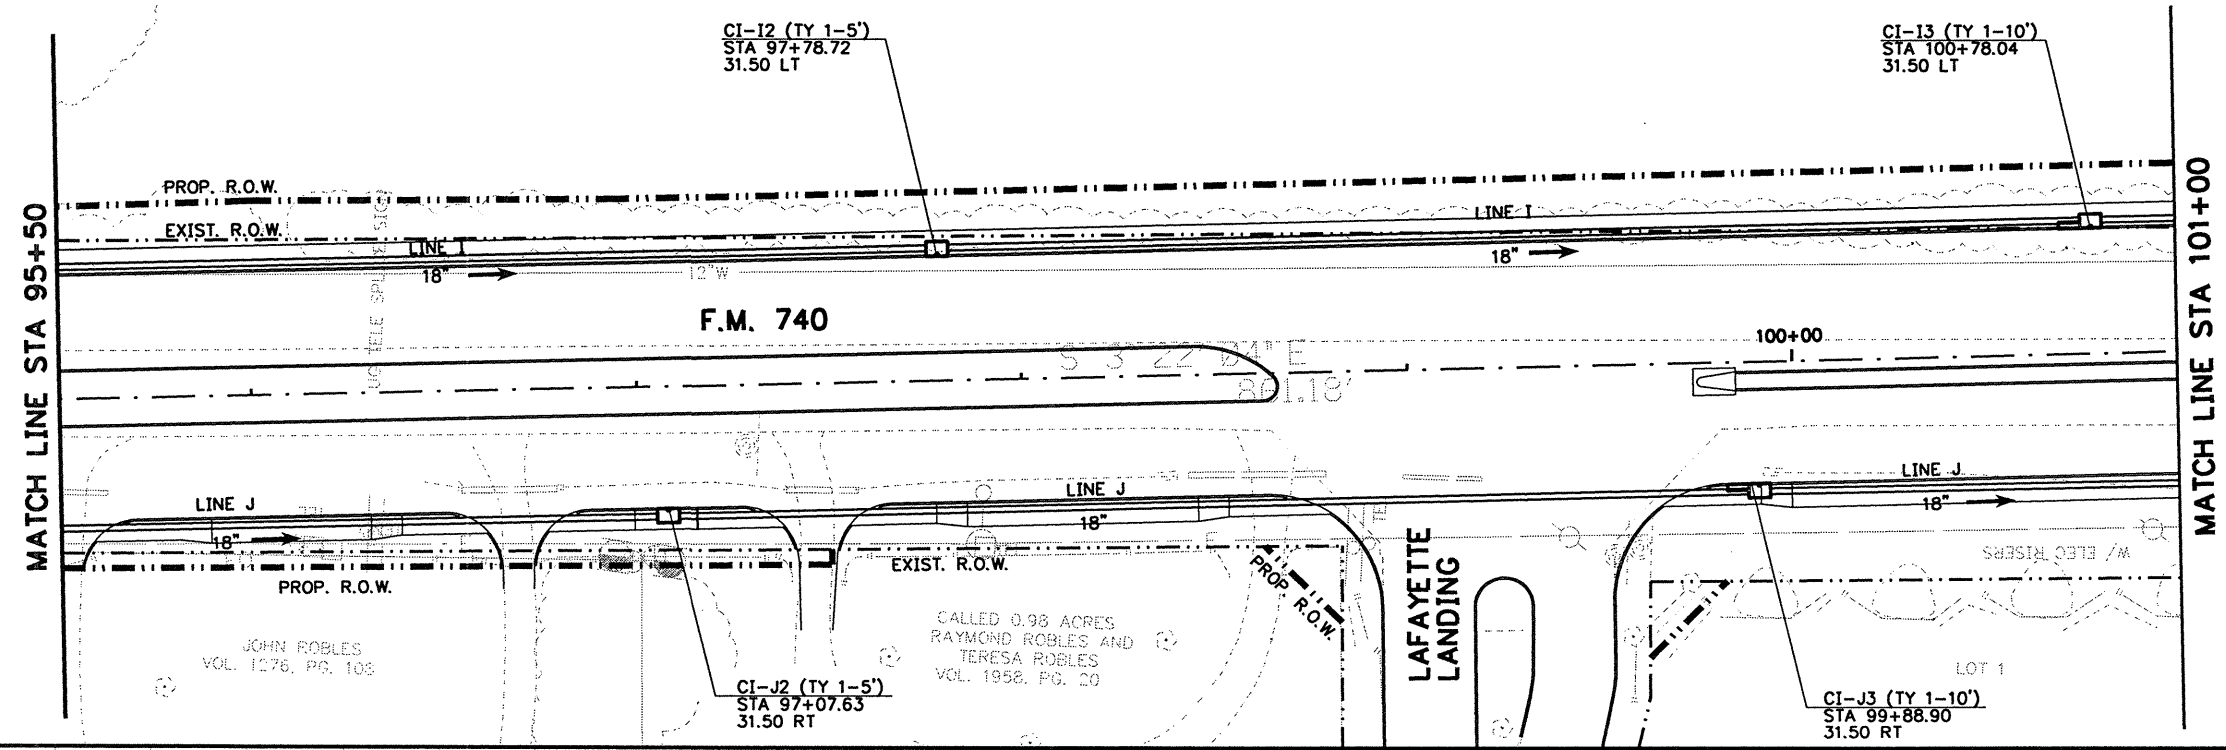 CI-I2 (TY 1-5')
STA 97+78.72
31.50 LT
CI-I3 (TY 1-10')
STA 100+78.04
31.50 LT
MATCH LINE STA 95+50
PROP. R.O.W.
EXIST. R.O.W.
LINE I
18"
12"W
LINE I
18"
MATCH LINE STA 101+00
F.M. 740
100+00
S 3°22'04" E
861.18'
LINE J
18"
PROP. R.O.W.
LINE J
18"
EXIST. R.O.W.
PROP. R.O.W.
LAFAYETTE
LANDING
LINE J
18"
W/ ELEC RISERS
JOHN ROBLES
VOL. 1276, PG. 108
CALLED 0.98 ACRES
RAYMOND ROBLES AND
TERESA ROBLES
VOL. 1958, PG. 20
LOT 1
CI-J2 (TY 1-5')
STA 97+07.63
31.50 RT
CI-J3 (TY 1-10')
STA 99+88.90
31.50 RT